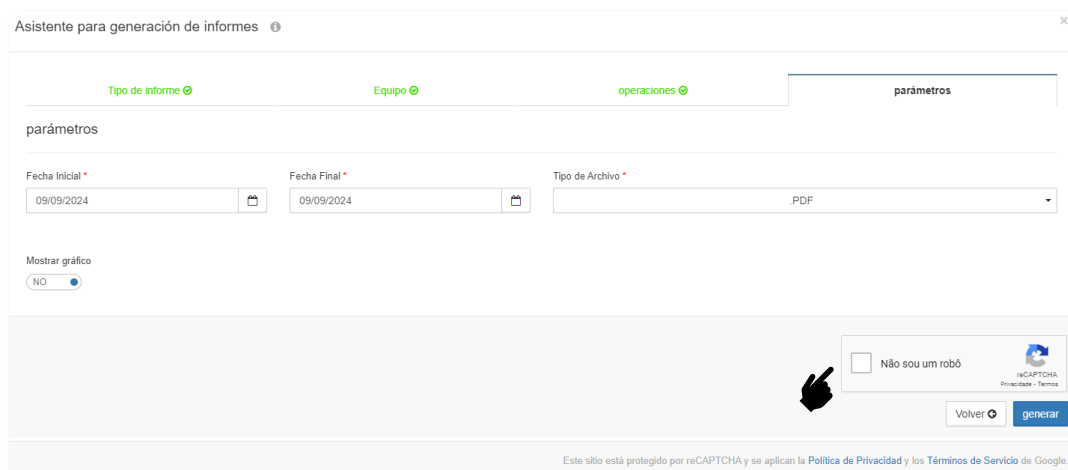 Asistente para generación de informes
×
Tipo de informe
Equipo
operaciones
parámetros
parámetros
Fecha Inicial *
Fecha Final *
Tipo de Archivo *
09/09/2024
09/09/2024
.PDF
Mostrar gráfico
NO
Não sou um robô
reCAPTCHA
Privacidade - Termos
Volver
generar
Este sitio está protegido por reCAPTCHA y se aplican la Política de Privacidad y los Términos de Servicio de Google.